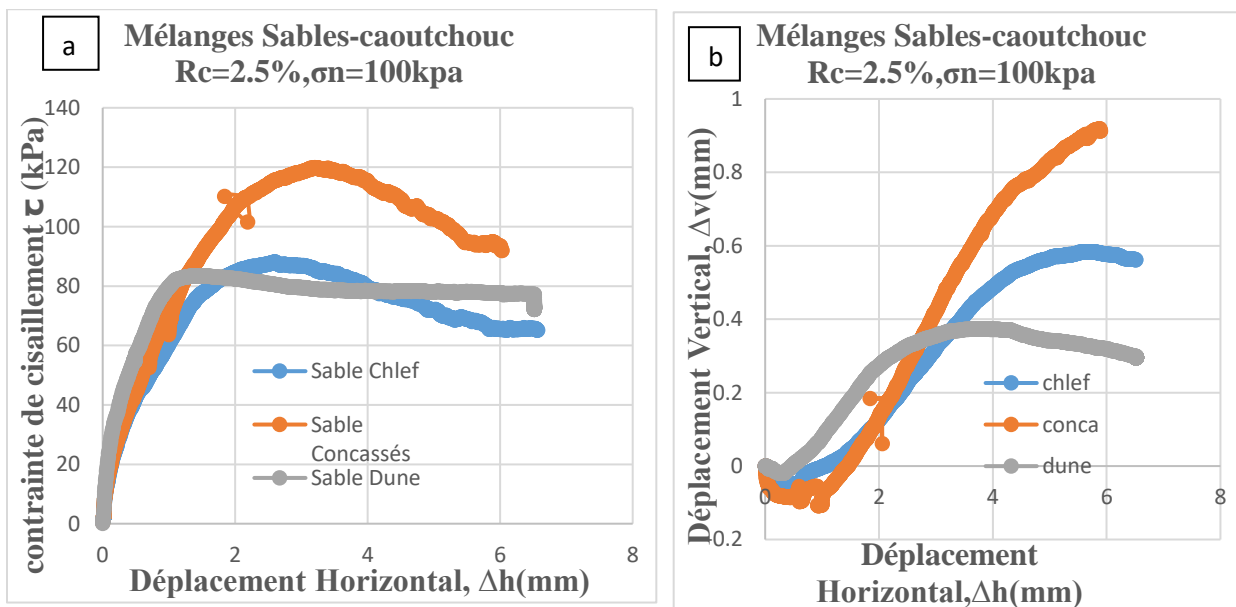 a
Mélanges Sables-caoutchouc
Rc=2.5%,σn=100kpa
contrainte de cisaillement τ (kPa)
140
120
100
80
60
40
20
0
0
2
4
6
8
Sable Chlef
Sable
Concassés
Sable Dune
Déplacement Horizontal, Δh(mm)
b
Mélanges Sables-caoutchouc
Rc=2.5%,σn=100kpa
Déplacement Vertical, Δv(mm)
1
0.8
0.6
0.4
0.2
0
-0.2
0
2
4
6
8
chlef
conca
dune
Déplacement
Horizontal,Δh(mm)